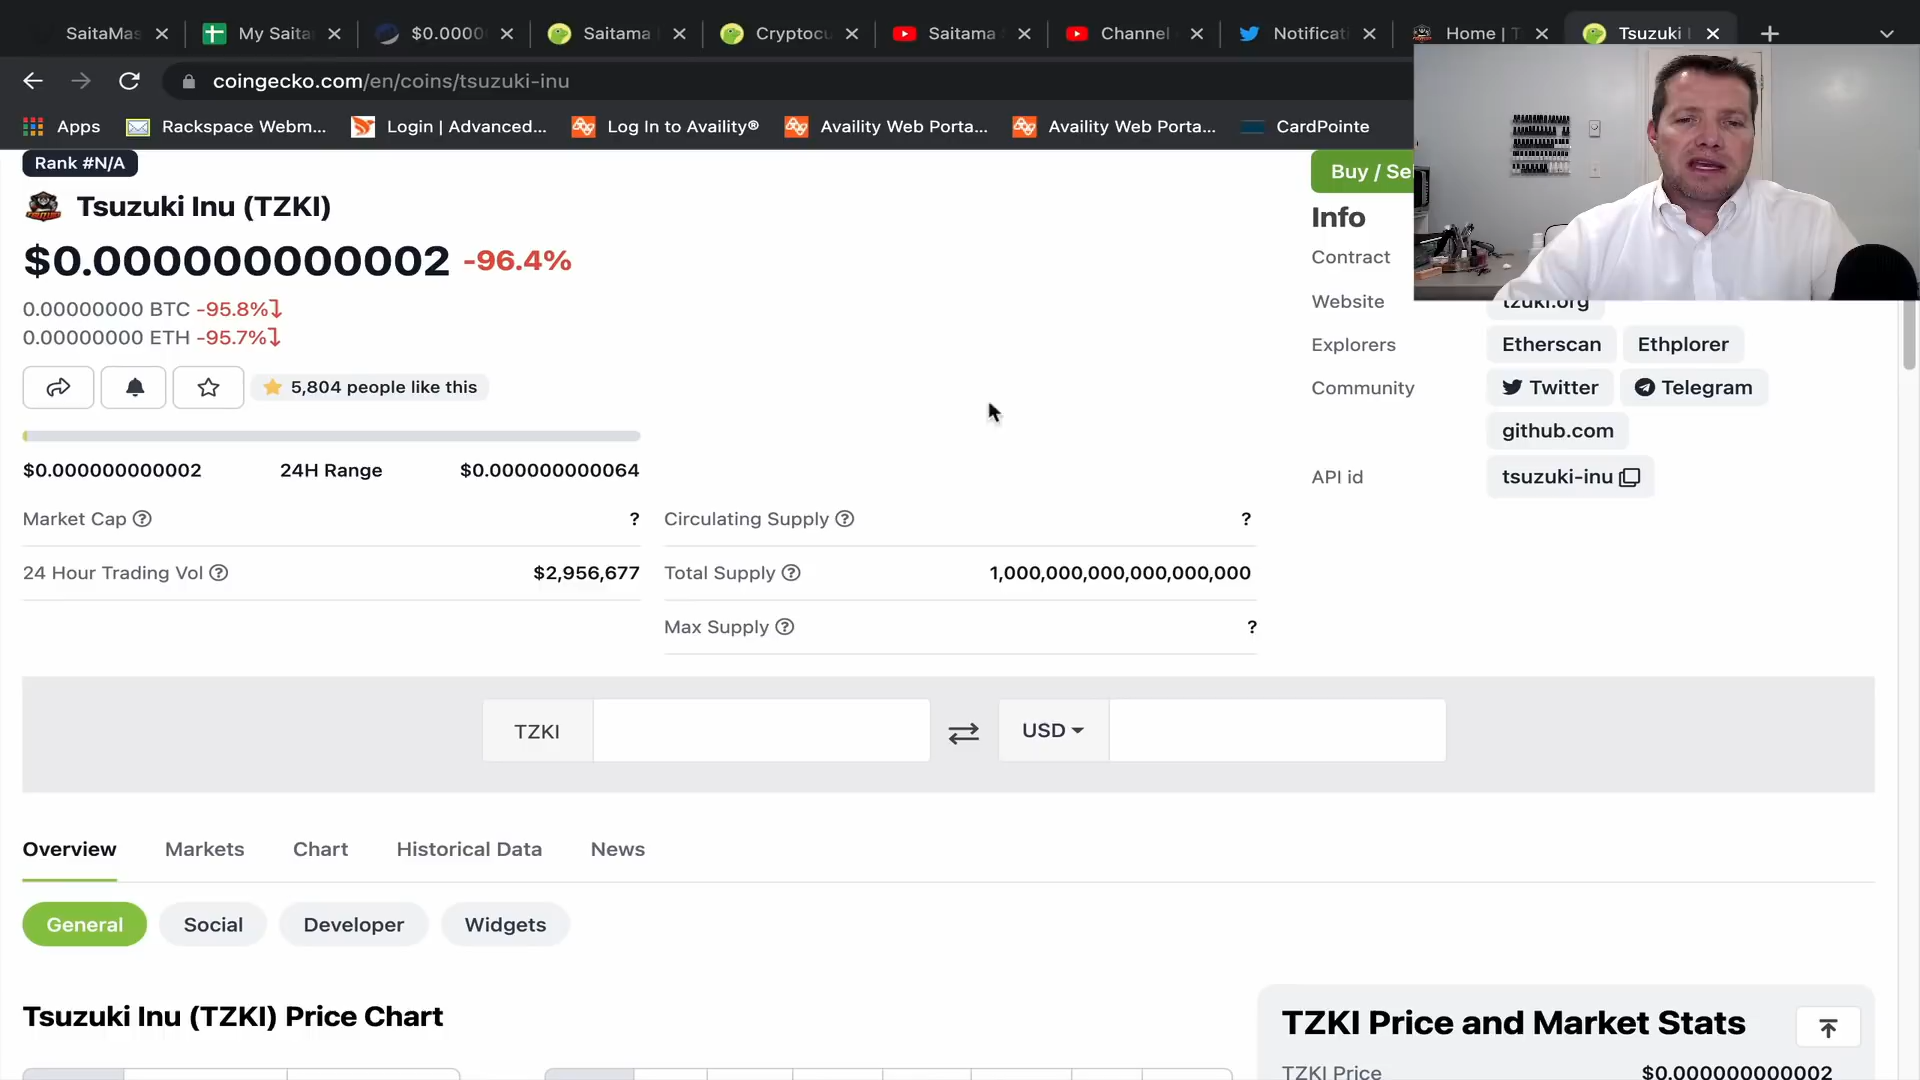 SaitaMas
My Saita
$0.0000
Saitama
Cryptocu
Saitama
Channel
Notificati
Home | T
Tsuzuki I
coingecko.com/en/coins/tsuzuki-inu
Apps
Rackspace Webm...
Login | Advanced...
Log In to Availity®
Availity Web Porta...
Availity Web Porta...
CardPointe
Rank #N/A
Tsuzuki Inu (TZKI)
$0.000000000002 -96.4%
0.00000000 BTC -95.8%
0.00000000 ETH -95.7%
5,804 people like this
$0.000000000002 24H Range $0.000000000064
Market Cap ?
24 Hour Trading Vol $2,956,677
Circulating Supply ?
Total Supply 1,000,000,000,000,000,000
Max Supply ?
Buy / Se
Info
Contract
Website tzuki.org
Explorers Etherscan Ethplorer
Community Twitter Telegram
github.com
API id tsuzuki-inu
TZKI
USD
Overview Markets Chart Historical Data News
General Social Developer Widgets
Tsuzuki Inu (TZKI) Price Chart
TZKI Price and Market Stats
TZKI Price $0.000000000002